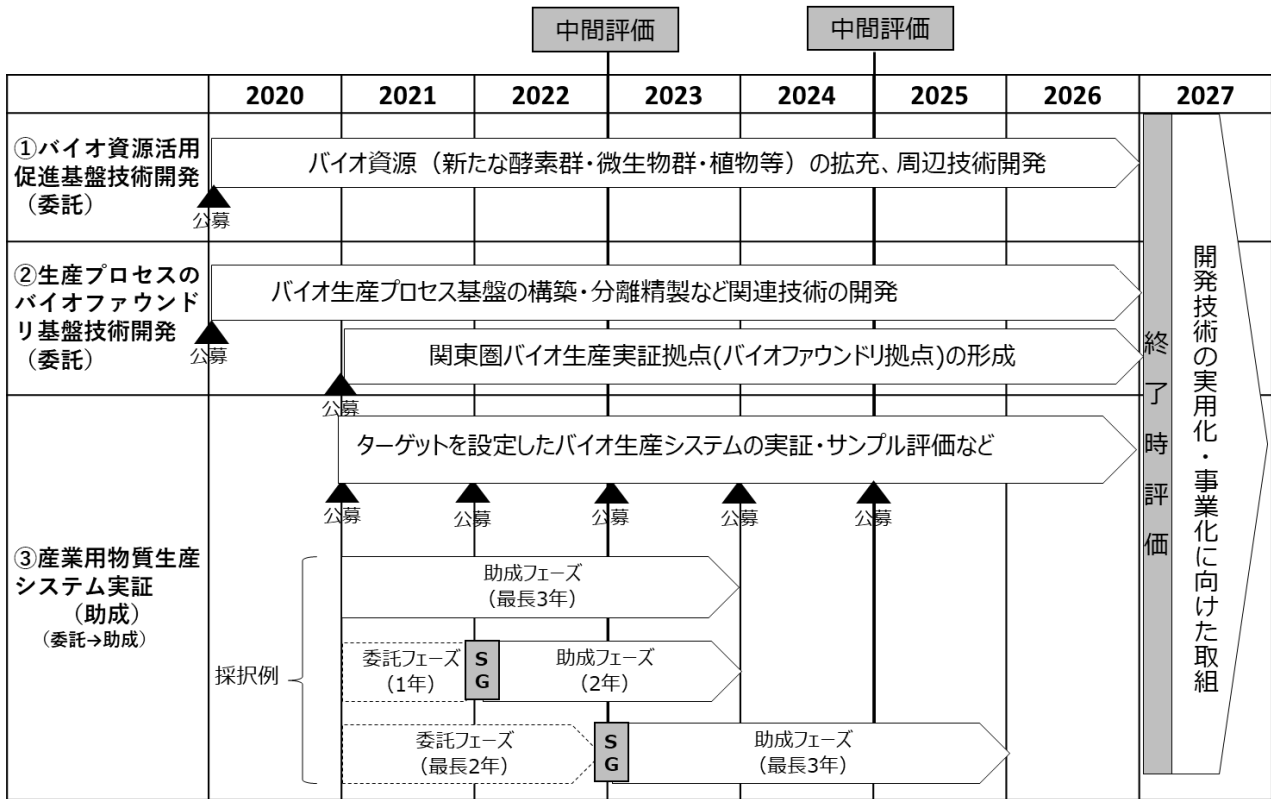 中間評価
中間評価
2020
2021
2022
2023
2024
2025
2026
2027
①バイオ資源活用
促進基盤技術開発
（委託）
バイオ資源（新たな酵素群・微生物群・植物等）の拡充、周辺技術開発
公募
②生産プロセスの
バイオファウンド
リ基盤技術開発
（委託）
バイオ生産プロセス基盤の構築・分離精製など関連技術の開発
公募
関東圏バイオ生産実証拠点(バイオファウンドリ拠点)の形成
公募
③産業用物質生産
システム実証
（助成）
（委託→助成）
ターゲットを設定したバイオ生産システムの実証・サンプル評価など
公募
公募
公募
公募
公募
採択例
助成フェーズ
（最長3年）
委託フェーズ
（1年）
S
G
助成フェーズ
（2年）
委託フェーズ
（最長2年）
S
G
助成フェーズ
（最長3年）
終了時評価
開発技術の実用化・事業化に向けた取組